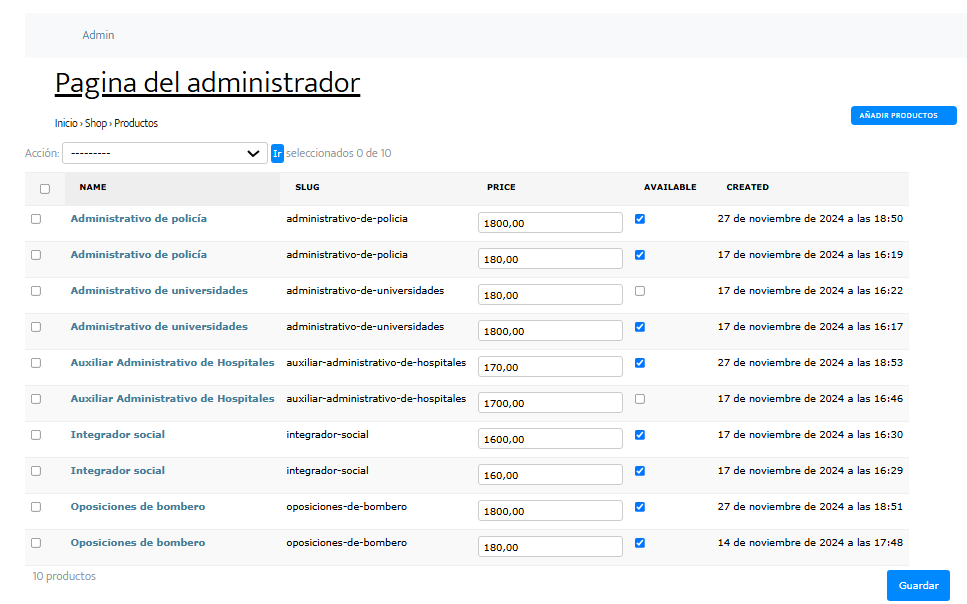 Admin
Pagina del administrador
Inicio › Shop › Productos
AÑADIR PRODUCTOS
Acción: --------- Ir seleccionados 0 de 10
NAME SLUG PRICE AVAILABLE CREATED
Administrativo de policía administrativo-de-policia 1800,00 27 de noviembre de 2024 a las 18:50
Administrativo de policía administrativo-de-policia 180,00 17 de noviembre de 2024 a las 16:19
Administrativo de universidades administrativo-de-universidades 180,00 17 de noviembre de 2024 a las 16:22
Administrativo de universidades administrativo-de-universidades 1800,00 17 de noviembre de 2024 a las 16:17
Auxiliar Administrativo de Hospitales auxiliar-administrativo-de-hospitales 170,00 27 de noviembre de 2024 a las 18:53
Auxiliar Administrativo de Hospitales auxiliar-administrativo-de-hospitales 1700,00 17 de noviembre de 2024 a las 16:46
Integrador social integrador-social 1600,00 17 de noviembre de 2024 a las 16:30
Integrador social integrador-social 160,00 17 de noviembre de 2024 a las 16:29
Oposiciones de bombero oposiciones-de-bombero 1800,00 27 de noviembre de 2024 a las 18:51
Oposiciones de bombero oposiciones-de-bombero 180,00 14 de noviembre de 2024 a las 17:48
10 productos
Guardar